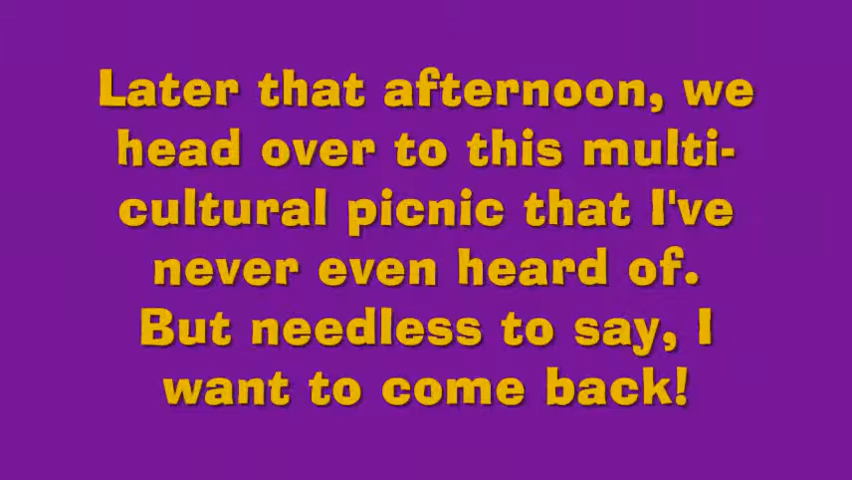 Later that afternoon, we
head over to this multi-
cultural picnic that I've
never even heard of.
But needless to say, I
want to come back!